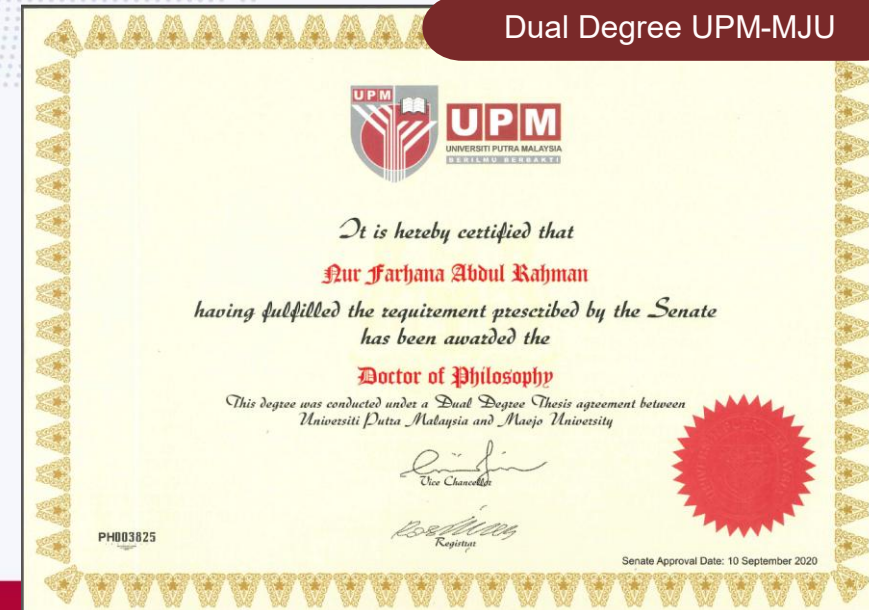 Dual Degree UPM-MJU
UPM
UPM
UNIVERSITI PUTRA MALAYSIA
BERILMU BERBAKTI
It is hereby certified that
Nur Farhana Abdul Rahman
having fulfilled the requirement prescribed by the Senate
has been awarded the
Doctor of Philosophy
This degree was conducted under a Dual Degree Thesis agreement between
Universiti Putra Malaysia and Maejo University
Vice Chancellor
Registrar
PH003825
Senate Approval Date: 10 September 2020